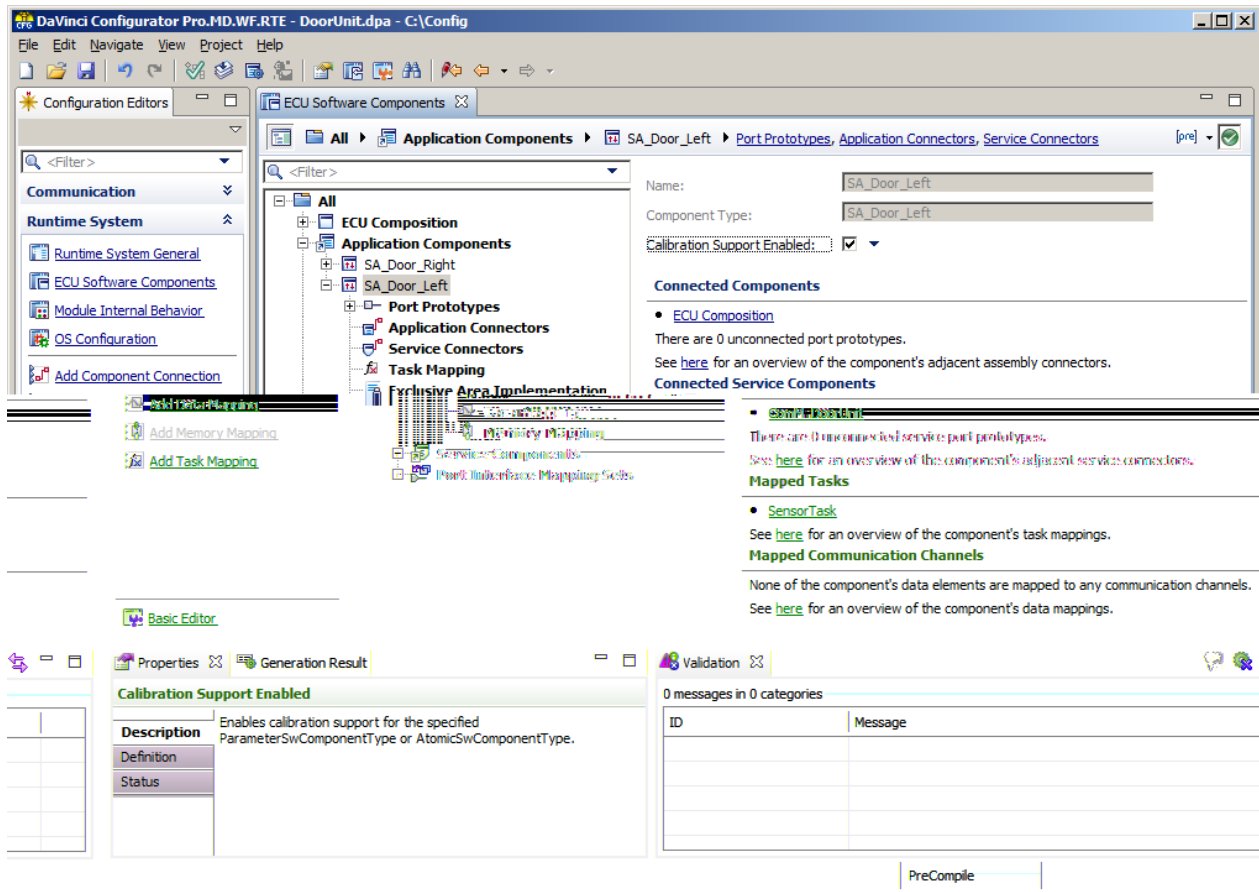 DaVinci Configurator Pro.MD.WF.RTE - DoorUnit.dpa - C:\Config
File Edit Navigate View Project Help
Configuration Editors
<Filter>
Communication
Runtime System
Runtime System General
ECU Software Components
Module Internal Behavior
OS Configuration
Add Component Connection
Add Memory Mapping
Add Task Mapping
Basic Editor
ECU Software Components
All Application Components SA_Door_Left Port Prototypes, Application Connectors, Service Connectors [pre]
<Filter>
All
ECU Composition
Application Components
SA_Door_Right
SA_Door_Left
Port Prototypes
Application Connectors
Service Connectors
Task Mapping
Exclusive Area Implementation
Memory Mapping
Service Components
Port Interface Mapping Sets
Name: SA_Door_Left
Component Type: SA_Door_Left
Calibration Support Enabled:
Connected Components
ECU Composition
There are 0 unconnected port prototypes.
See here for an overview of the component's adjacent assembly connectors.
Connected Service Components
There are 0 unconnected service port prototypes.
See here for an overview of the component's adjacent service connectors.
Mapped Tasks
SensorTask
See here for an overview of the component's task mappings.
Mapped Communication Channels
None of the component's data elements are mapped to any communication channels.
See here for an overview of the component's data mappings.
Properties Generation Result
Calibration Support Enabled
Description
Definition
Status
Enables calibration support for the specified
ParameterSwComponentType or AtomicSwComponentType.
Validation
0 messages in 0 categories
ID Message
PreCompile